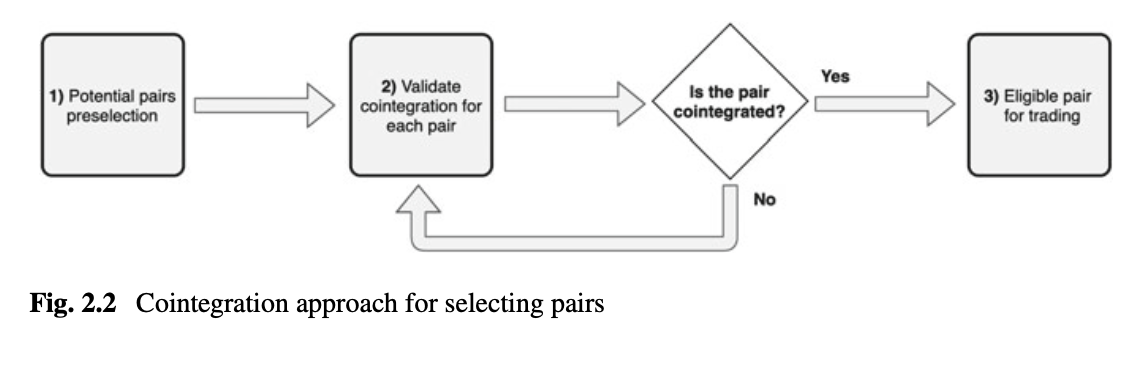 1) Potential pairs
preselection
2) Validate
cointegration for
each pair
Is the pair
cointegrated?
Yes
No
3) Eligible pair
for trading
Fig. 2.2 Cointegration approach for selecting pairs